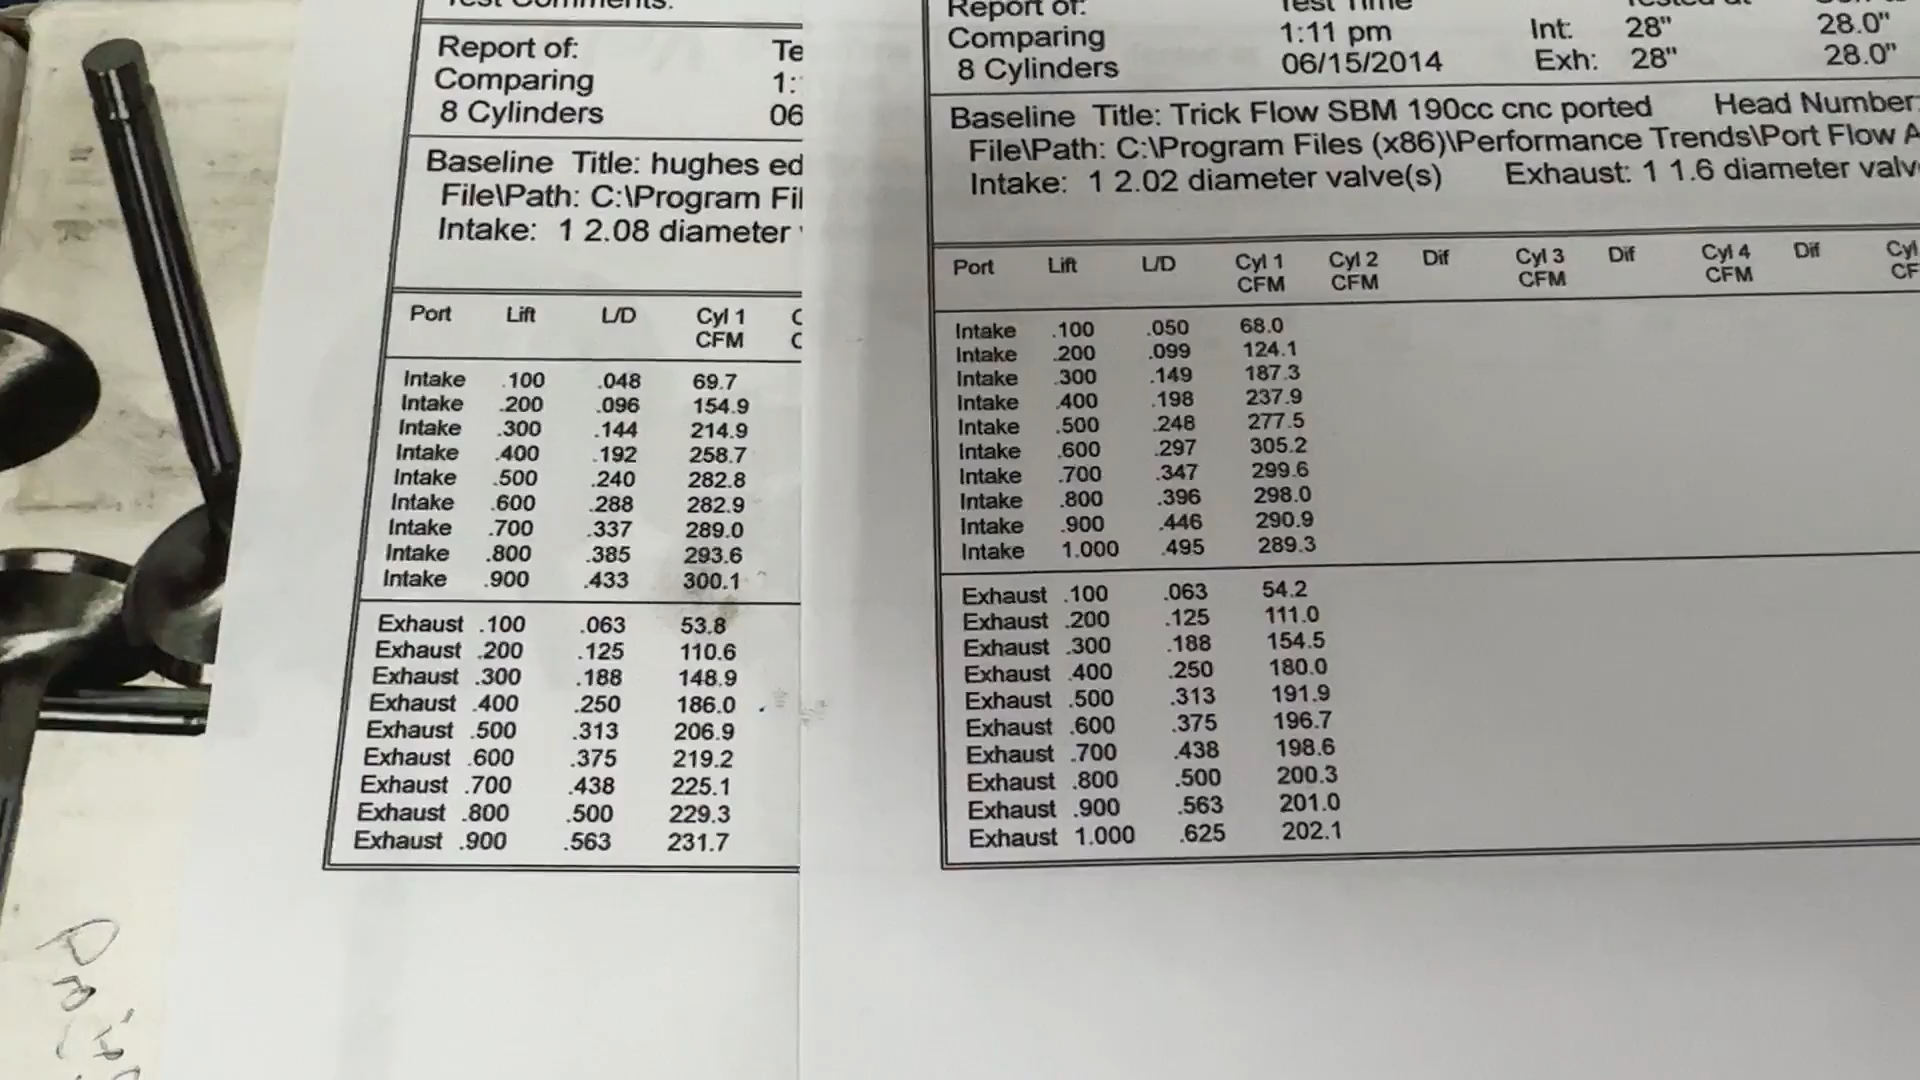 Test Comments:
Report of: Te
Comparing 1:
8 Cylinders 06
Baseline Title: hughes ed
File\Path: C:\Program Fil
Intake: 1 2.08 diameter
Port Lift L/D Cyl 1
CFM
Intake .100 .048 69.7
Intake .200 .096 154.9
Intake .300 .144 214.9
Intake .400 .192 258.7
Intake .500 .240 282.8
Intake .600 .288 282.9
Intake .700 .337 289.0
Intake .800 .385 293.6
Intake .900 .433 300.1
Exhaust .100 .063 53.8
Exhaust .200 .125 110.6
Exhaust .300 .188 148.9
Exhaust .400 .250 186.0
Exhaust .500 .313 206.9
Exhaust .600 .375 219.2
Exhaust .700 .438 225.1
Exhaust .800 .500 229.3
Exhaust .900 .563 231.7
Report of: Test Time
Comparing 1:11 pm Int: 28" 28.0"
8 Cylinders 06/15/2014 Exh: 28" 28.0"
Baseline Title: Trick Flow SBM 190cc cnc ported Head Number:
File\Path: C:\Program Files (x86)\Performance Trends\Port Flow A
Intake: 1 2.02 diameter valve(s) Exhaust: 1 1.6 diameter valv
Port Lift L/D Cyl 1 Cyl 2 Dif Cyl 3 Dif Cyl 4 Dif Cyl
CFM CFM CFM CFM CF
Intake .100 .050 68.0
Intake .200 .099 124.1
Intake .300 .149 187.3
Intake .400 .198 237.9
Intake .500 .248 277.5
Intake .600 .297 305.2
Intake .700 .347 299.6
Intake .800 .396 298.0
Intake .900 .446 290.9
Intake 1.000 .495 289.3
Exhaust .100 .063 54.2
Exhaust .200 .125 111.0
Exhaust .300 .188 154.5
Exhaust .400 .250 180.0
Exhaust .500 .313 191.9
Exhaust .600 .375 196.7
Exhaust .700 .438 198.6
Exhaust .800 .500 200.3
Exhaust .900 .563 201.0
Exhaust 1.000 .625 202.1